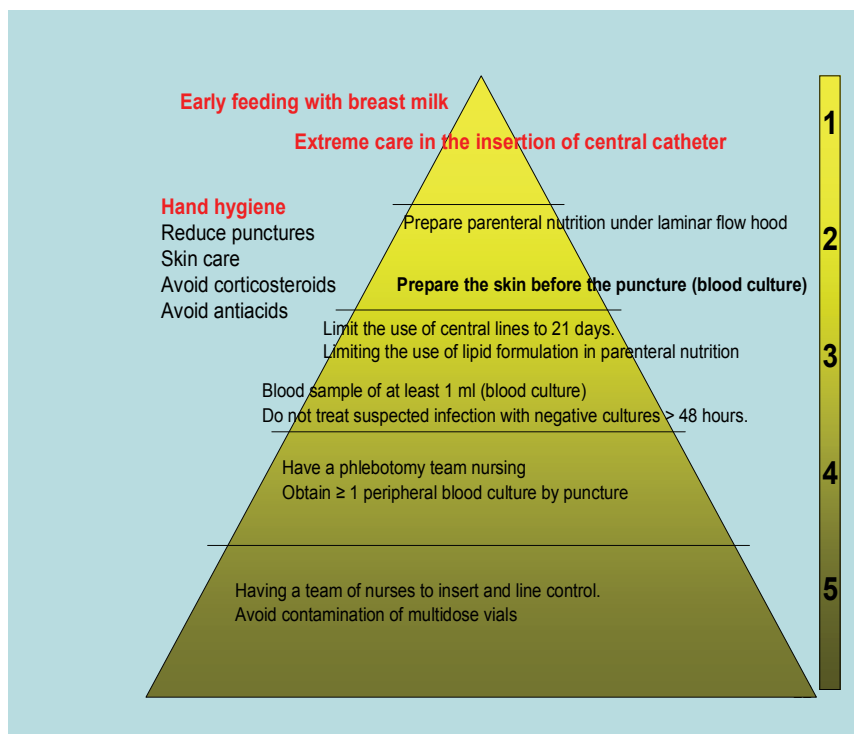 Early feeding with breast milk
Extreme care in the insertion of central catheter
1
Hand hygiene
Reduce punctures
Skin care
Avoid corticosteroids
Avoid antiacids
Prepare parenteral nutrition under laminar flow hood
2
Prepare the skin before the puncture (blood culture)
Limit the use of central lines to 21 days.
Limiting the use of lipid formulation in parenteral nutrition
3
Blood sample of at least 1 ml (blood culture)
Do not treat suspected infection with negative cultures > 48 hours.
Have a phlebotomy team nursing
4
Obtain ≥ 1 peripheral blood culture by puncture
Having a team of nurses to insert and line control.
5
Avoid contamination of multidose vials